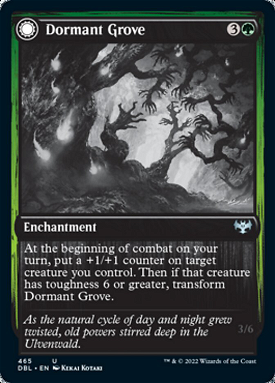 Dormant Grove 3
Enchantment
At the beginning of combat on your
turn, put a +1/+1 counter on target
creature you control. Then if that creature
has toughness 6 or greater, transform
Dormant Grove.
As the natural cycle of day and night grew
twisted, old powers stirred deep in the
Ulvenwald.
3/6
465 U
DBL • EN KEKAI KOTAKI
™ & © 2022 Wizards of the Coast